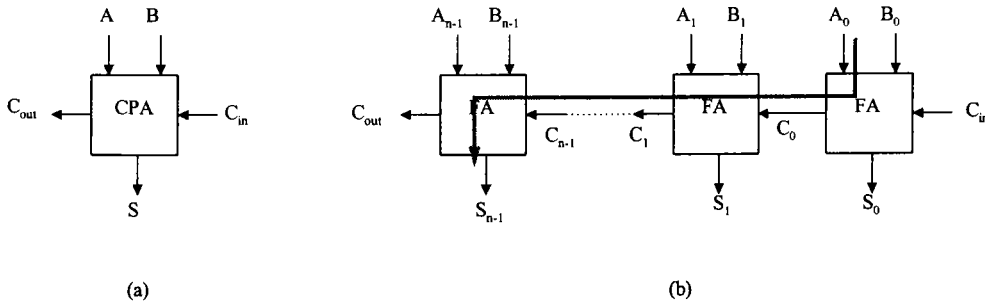 A B
C_out CPA C_in
S
(a)
A_n-1 B_n-1 A_1 B_1 A_0 B_0
C_out FA FA FA C_in
C_n-1 C_1 C_0
S_n-1 S_1 S_0
(b)